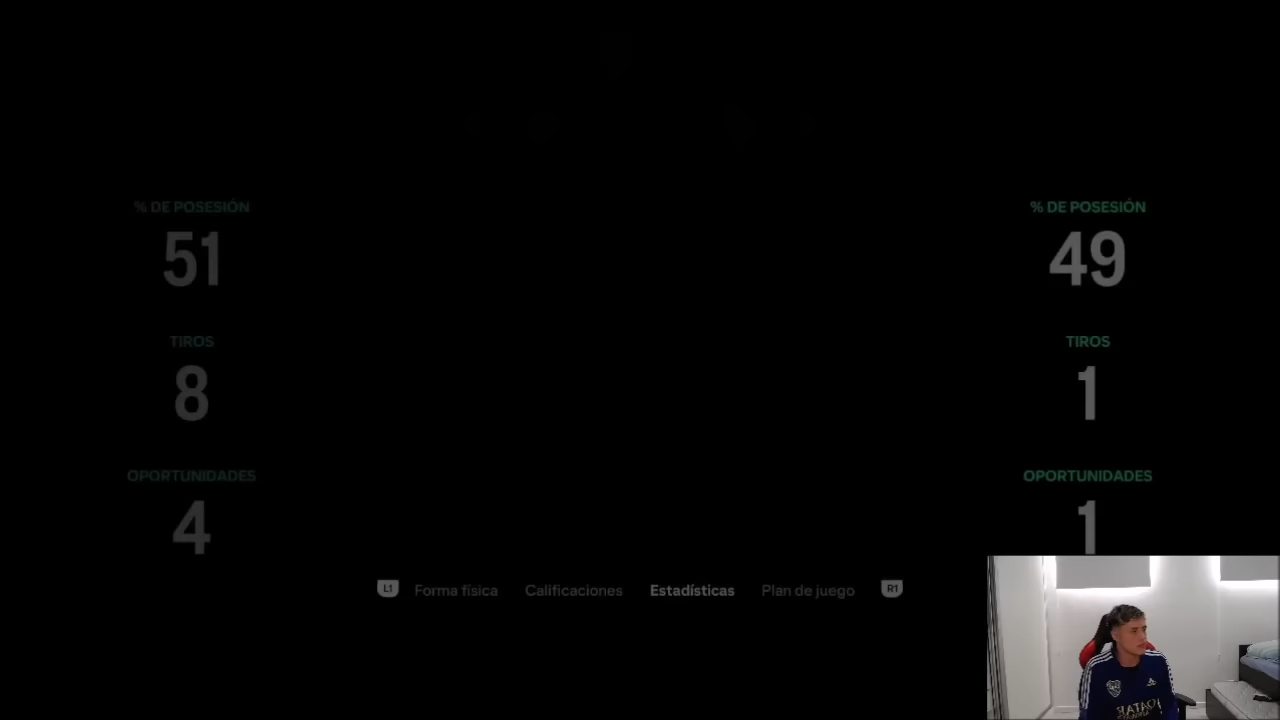 % DE POSESIÓN
51
TIROS
8
OPORTUNIDADES
4
% DE POSESIÓN
49
TIROS
1
OPORTUNIDADES
1
L1 Forma física Calificaciones Estadísticas Plan de juego R1
QATAR